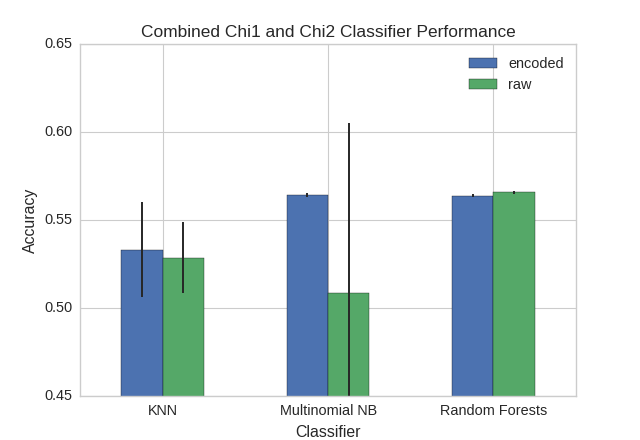 Combined Chi1 and Chi2 Classifier Performance
encoded
raw
0.65
0.60
0.55
0.50
0.45
Accuracy
KNN Multinomial NB Random Forests
Classifier